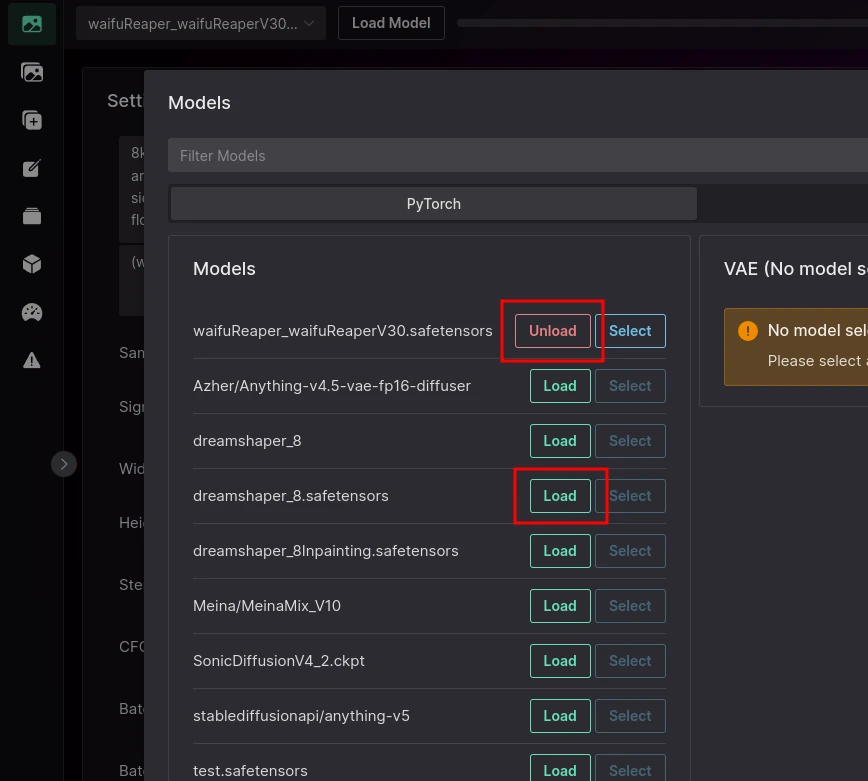 waifuReaper_waifuReaperV30...
Load Model
Sett
Models
Filter Models
8k
ar
si
flo
PyTorch
(w
Models
VAE (No model s
waifuReaper_waifuReaperV30.safetensors Unload Select
No model sel
Please select a
Sam
Azher/Anything-v4.5-vae-fp16-diffuser Load Select
Sig
dreamshaper_8 Load Select
Wid
dreamshaper_8.safetensors Load Select
Hei
dreamshaper_8Inpainting.safetensors Load Select
Ste
Meina/MeinaMix_V10 Load Select
CFG
SonicDiffusionV4_2.ckpt Load Select
Bat
stablediffusionapi/anything-v5 Load Select
Bat
test.safetensors Load Select